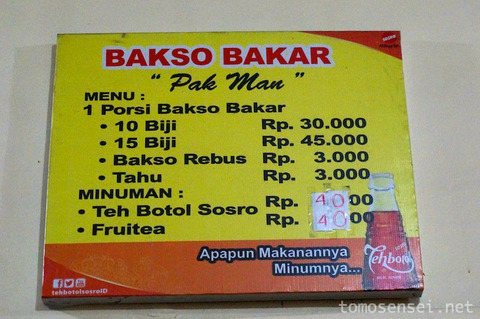 BAKSO BAKAR
" Pak Man "
MENU :
1 Porsi Bakso Bakar
• 10 Biji Rp. 30.000
• 15 Biji Rp. 45.000
• Bakso Rebus Rp. 3.000
• Tahu Rp. 3.000
MINUMAN :
• Teh Botol Sosro Rp. 4000
• Fruitea Rp. 4000
Apapun Makanannya
Minumnya...
Tehbotol
tehbotolsosroID
tomosensei.net